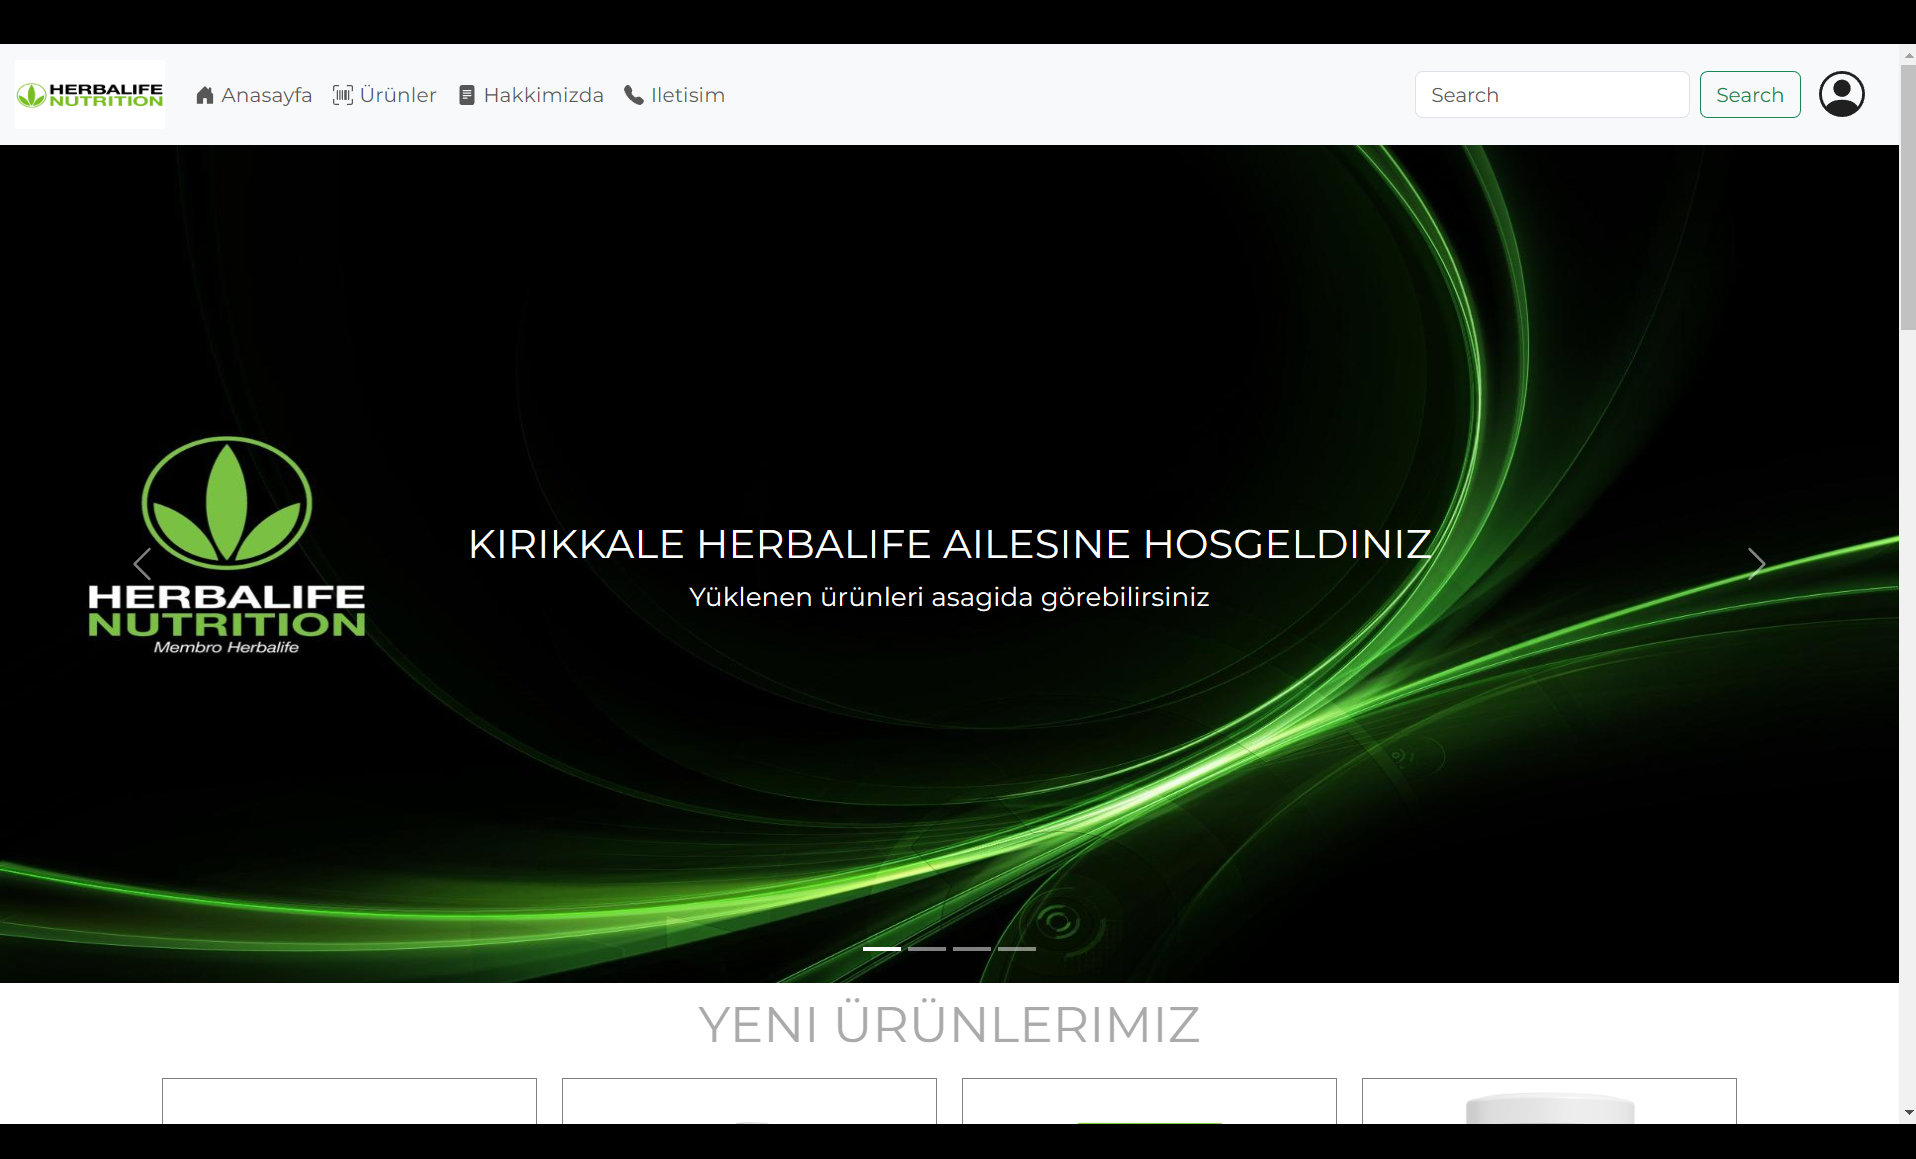 HERBALIFE
NUTRITION
Anasayfa
Ürünler
Hakkimizda
Iletisim
Search
Search
HERBALIFE
NUTRITION
Membro Herbalife
KIRIKKALE HERBALIFE AILESINE HOSGELDINIZ
Yüklenen ürünleri asagida görebilirsiniz
YENI ÜRÜNLERIMIZ